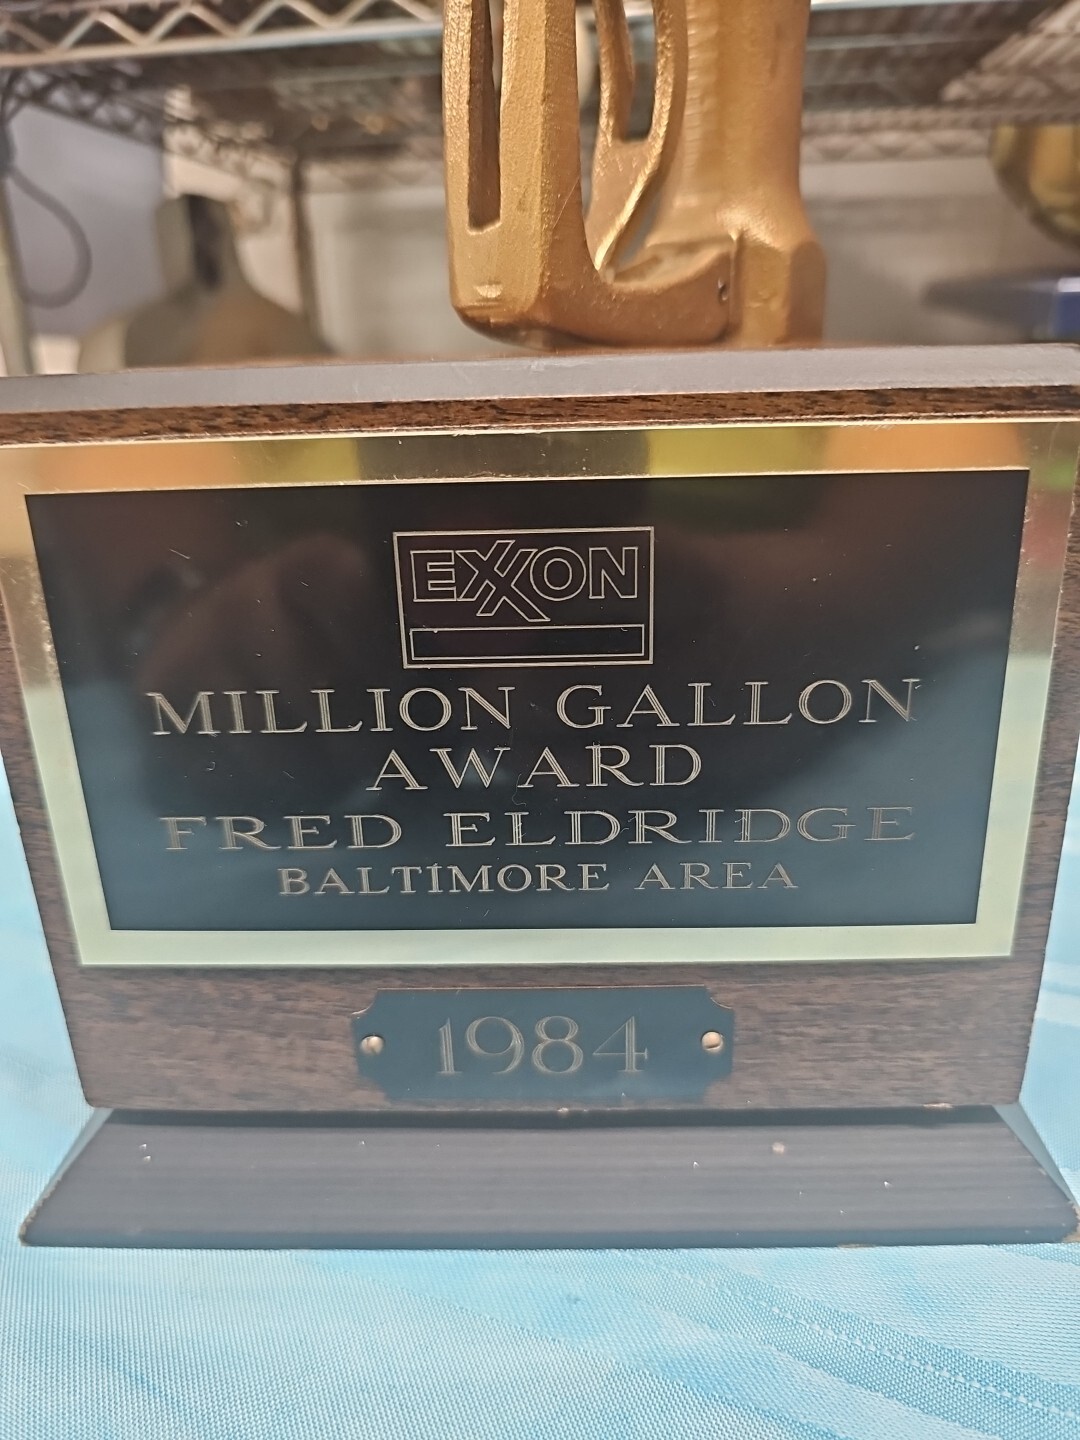 EXXON
MILLION GALLON
AWARD
FRED ELDRIDGE
BALTIMORE AREA
1984